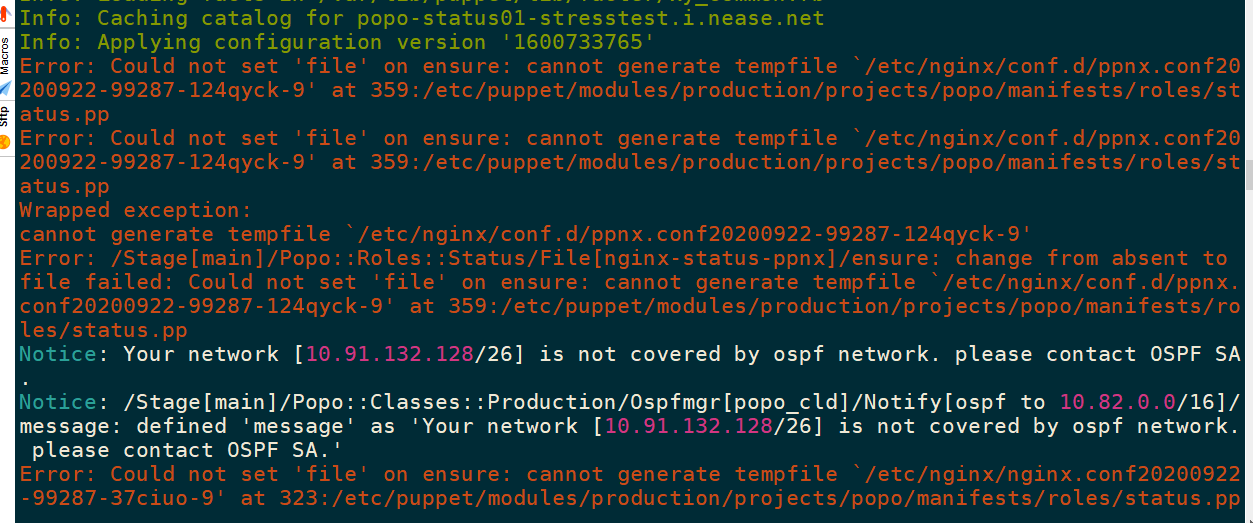 Info: Caching catalog for popo-status01-stresstest.i.nease.net
Info: Applying configuration version '1600733765'
Error: Could not set 'file' on ensure: cannot generate tempfile `/etc/nginx/conf.d/ppnx.conf20
200922-99287-124qyck-9' at 359:/etc/puppet/modules/production/projects/popo/manifests/roles/st
atus.pp
Error: Could not set 'file' on ensure: cannot generate tempfile `/etc/nginx/conf.d/ppnx.conf20
200922-99287-124qyck-9' at 359:/etc/puppet/modules/production/projects/popo/manifests/roles/st
atus.pp
Wrapped exception:
cannot generate tempfile `/etc/nginx/conf.d/ppnx.conf20200922-99287-124qyck-9'
Error: /Stage[main]/Popo::Roles::Status/File[nginx-status-ppnx]/ensure: change from absent to
file failed: Could not set 'file' on ensure: cannot generate tempfile `/etc/nginx/conf.d/ppnx.
conf20200922-99287-124qyck-9' at 359:/etc/puppet/modules/production/projects/popo/manifests/ro
les/status.pp
Notice: Your network [10.91.132.128/26] is not covered by ospf network. please contact OSPF SA
.
Notice: /Stage[main]/Popo::Classes::Production/Ospfmgr[popo_cld]/Notify[ospf to 10.82.0.0/16]/
message: defined 'message' as 'Your network [10.91.132.128/26] is not covered by ospf network.
please contact OSPF SA.'
Error: Could not set 'file' on ensure: cannot generate tempfile `/etc/nginx/nginx.conf20200922
-99287-37ciuo-9' at 323:/etc/puppet/modules/production/projects/popo/manifests/roles/status.pp
Macros
Sftp